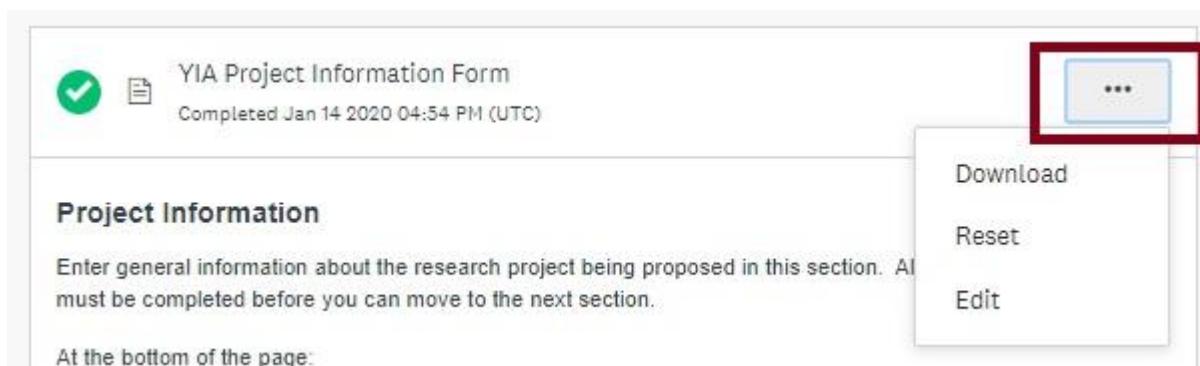 YIA Project Information Form
Completed Jan 14 2020 04:54 PM (UTC)
...
Download
Reset
Edit
Project Information
Enter general information about the research project being proposed in this section.
must be completed before you can move to the next section.
At the bottom of the page: